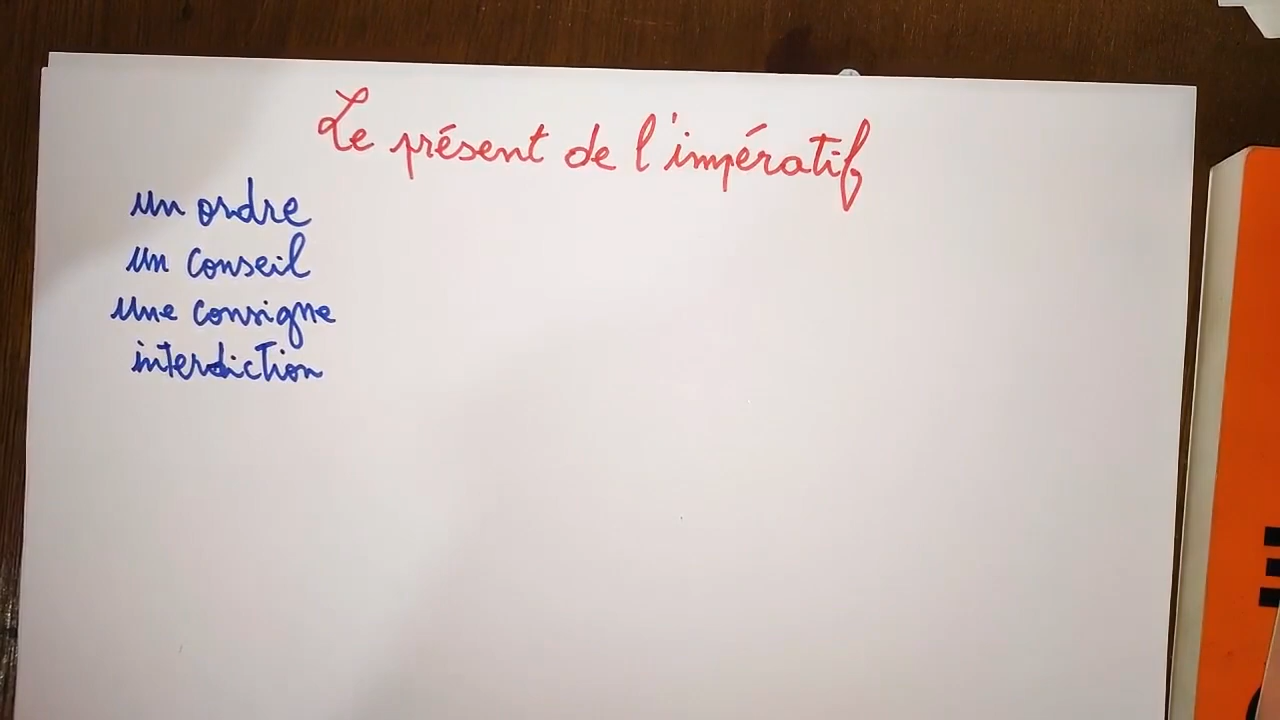 Le présent de l'impératif
un ordre
un conseil
une consigne
interdiction